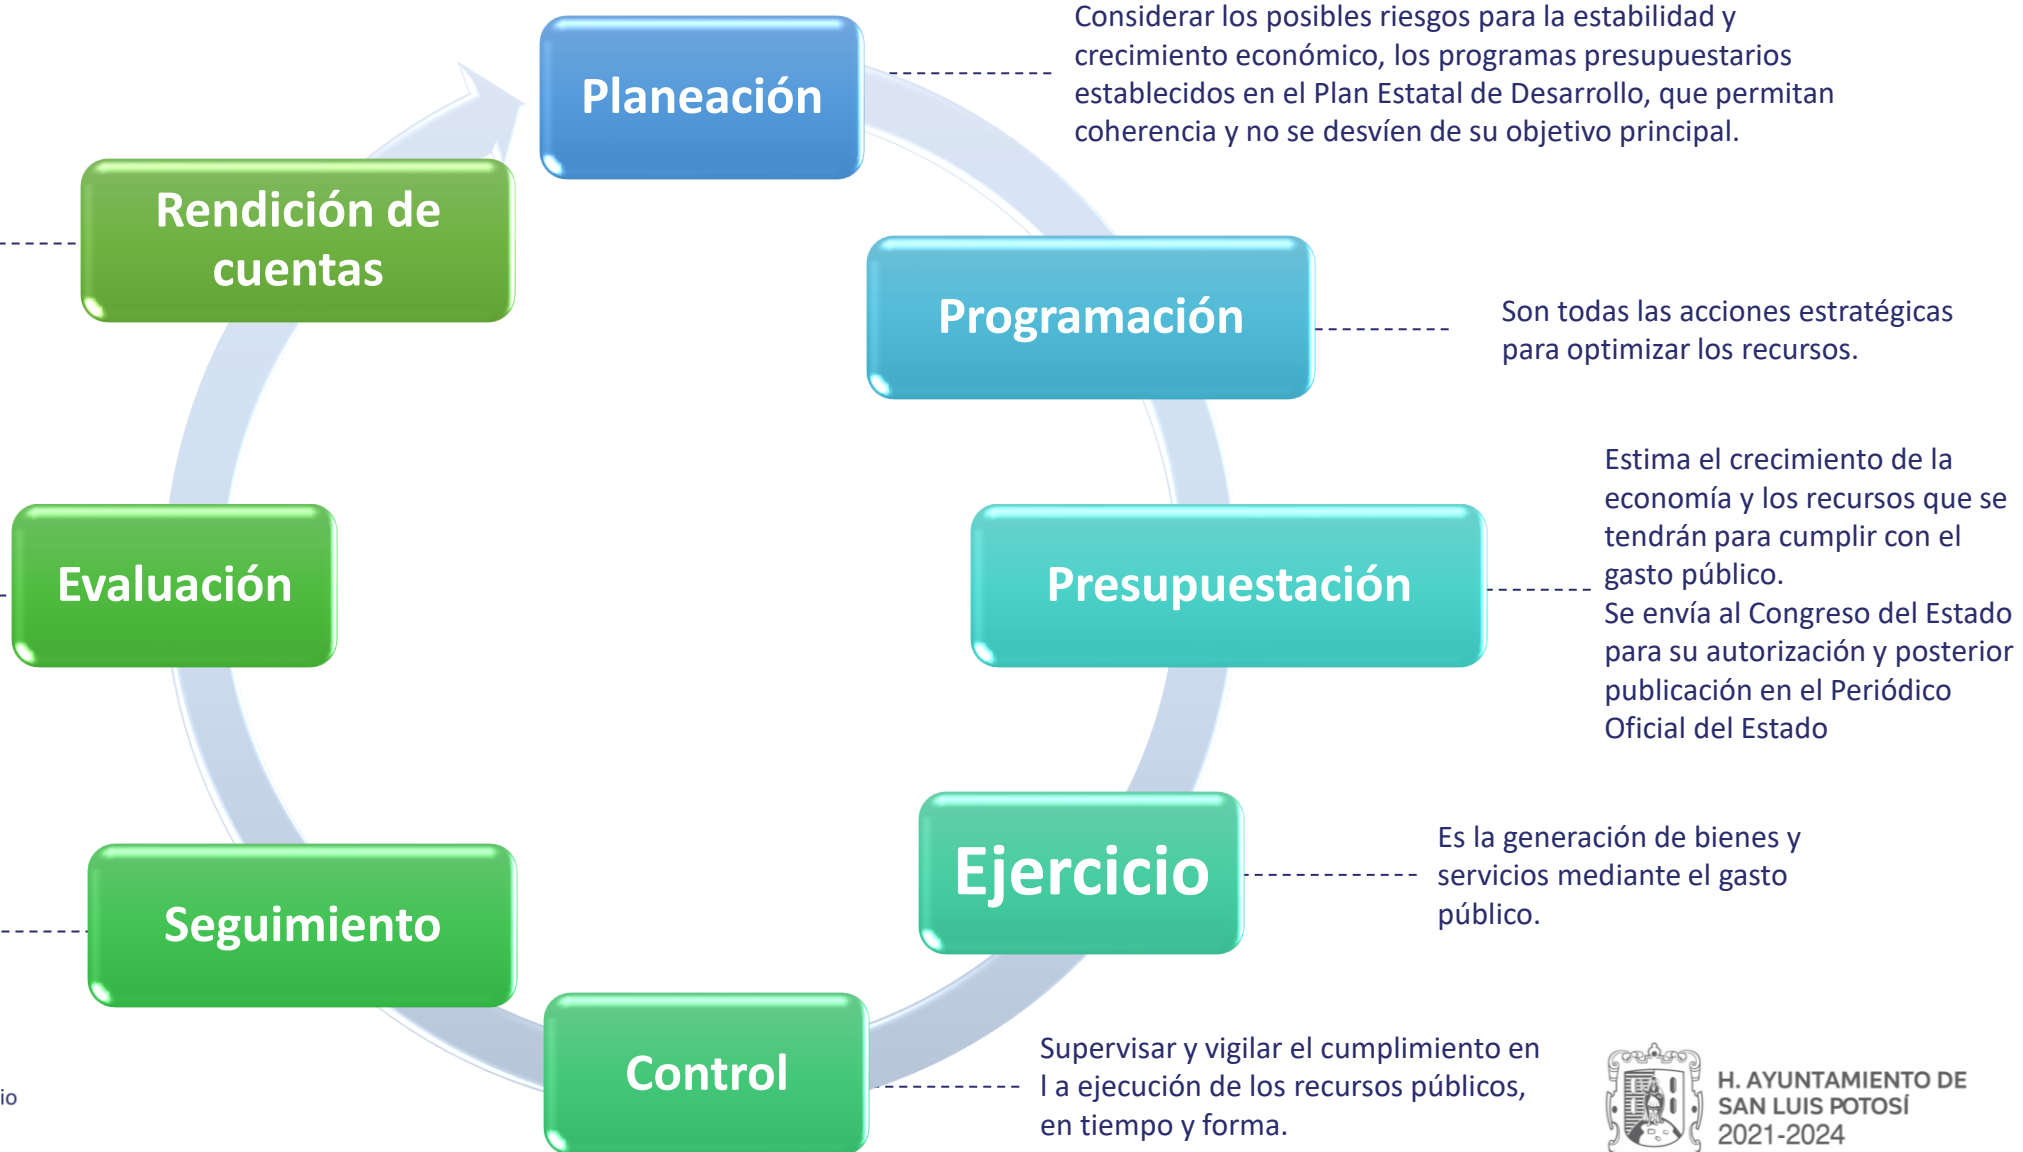 Planeación
Considerar los posibles riesgos para la estabilidad y
crecimiento económico, los programas presupuestarios
establecidos en el Plan Estatal de Desarrollo, que permitan
coherencia y no se desvíen de su objetivo principal.
Rendición de
cuentas
Programación
Son todas las acciones estratégicas
para optimizar los recursos.
Evaluación
Presupuestación
Estima el crecimiento de la
economía y los recursos que se
tendrán para cumplir con el
gasto público.
Se envía al Congreso del Estado
para su autorización y posterior
publicación en el Periódico
Oficial del Estado
Seguimiento
Ejercicio
Es la generación de bienes y
servicios mediante el gasto
público.
Control
Supervisar y vigilar el cumplimiento en
l a ejecución de los recursos públicos,
en tiempo y forma.
io
H. AYUNTAMIENTO DE
SAN LUIS POTOSÍ
2021-2024